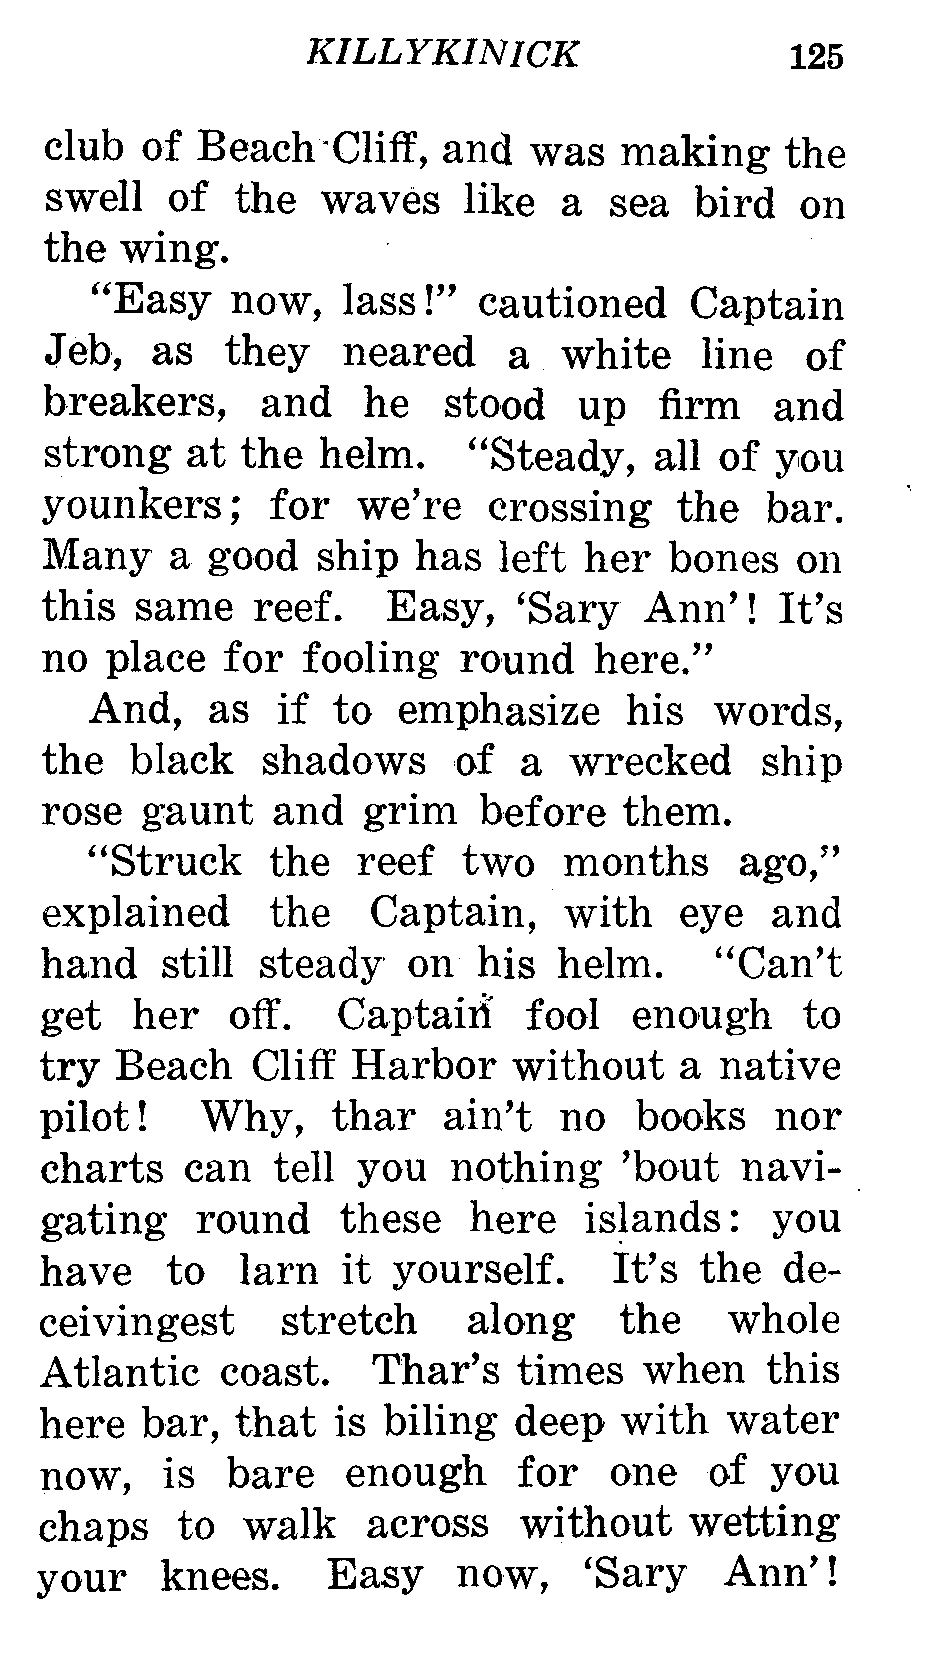 KILLYKINICK 125
club of Beach Cliff, and was making the
swell of the waves like a sea bird on
the wing.
“Easy now, lass!” cautioned Captain
Jeb, as they neared a white line of
breakers, and he stood up firm and
strong at the helm. “Steady, all of you
younkers; for we’re crossing the bar.
Many a good ship has left her bones on
this same reef. Easy, ‘Sary Ann’! It’s
no place for fooling round here.”
And, as if to emphasize his words,
the black shadows of a wrecked ship
rose gaunt and grim before them.
“Struck the reef two months ago,”
explained the Captain, with eye and
hand still steady on his helm. “Can’t
get her off. Captain fool enough to
try Beach Cliff Harbor without a native
pilot! Why, thar ain’t no books nor
charts can tell you nothing ’bout navi-
gating round these here islands: you
have to larn it yourself. It’s the de-
ceivingest stretch along the whole
Atlantic coast. Thar’s times when this
here bar, that is biling deep with water
now, is bare enough for one of you
chaps to walk across without wetting
your knees. Easy now, ‘Sary Ann’!